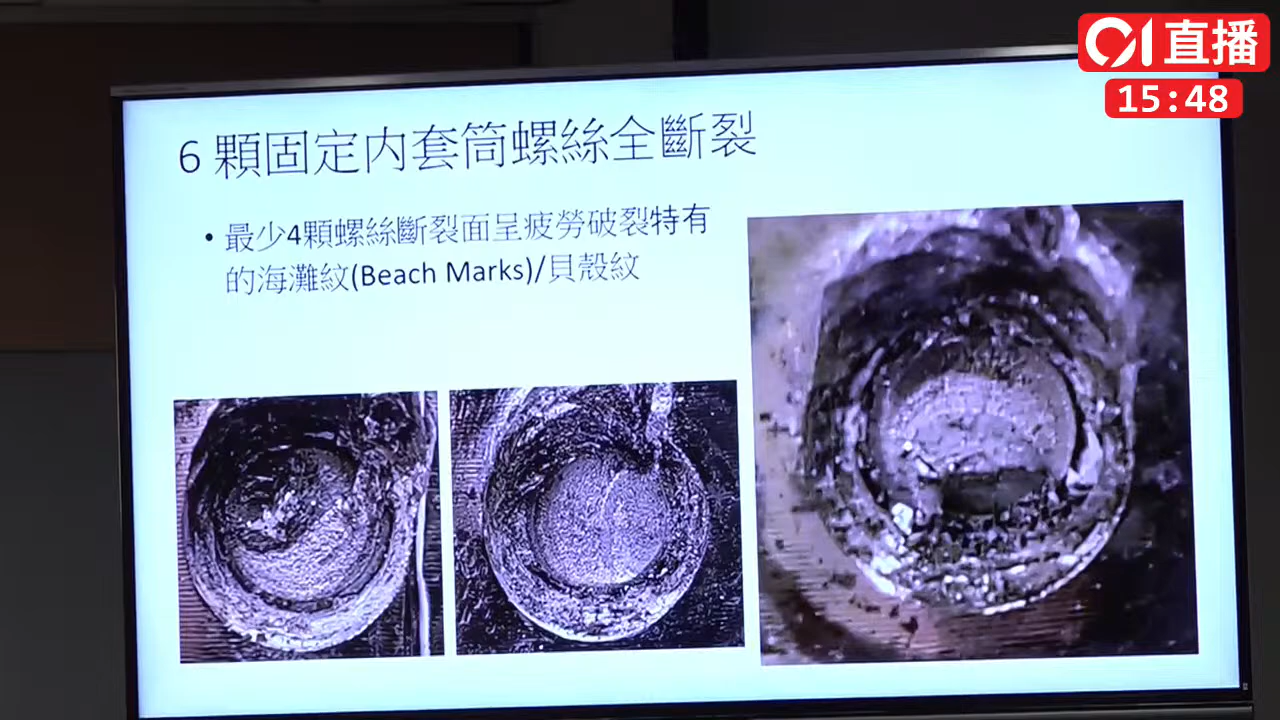 01直播
15:48
6 顆固定内套筒螺絲全斷裂
• 最少4顆螺絲斷裂面呈疲勞破裂特有
的海灘紋(Beach Marks)/貝殼紋